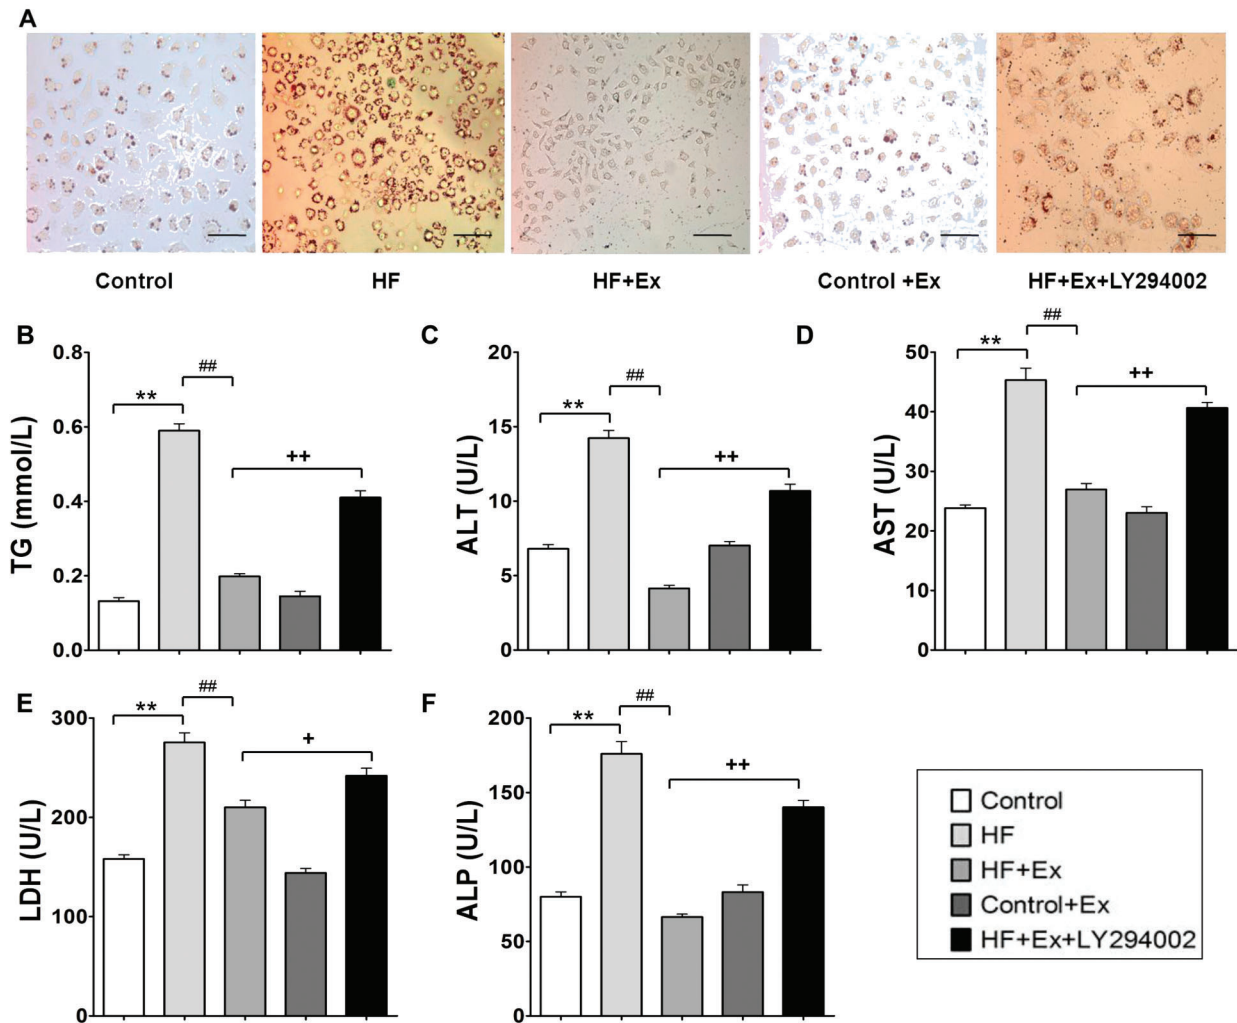 A
Control
HF
HF+Ex
Control +Ex
HF+Ex+LY294002
B
TG (mmol/L)
0.8
0.6
0.4
0.2
0.0
**
##
++
C
ALT (U/L)
20
15
10
5
0
**
##
++
D
AST (U/L)
50
40
30
20
10
0
**
##
++
E
LDH (U/L)
300
200
100
0
**
##
+
F
ALP (U/L)
200
150
100
50
0
**
##
++
Control
HF
HF+Ex
Control+Ex
HF+Ex+LY294002